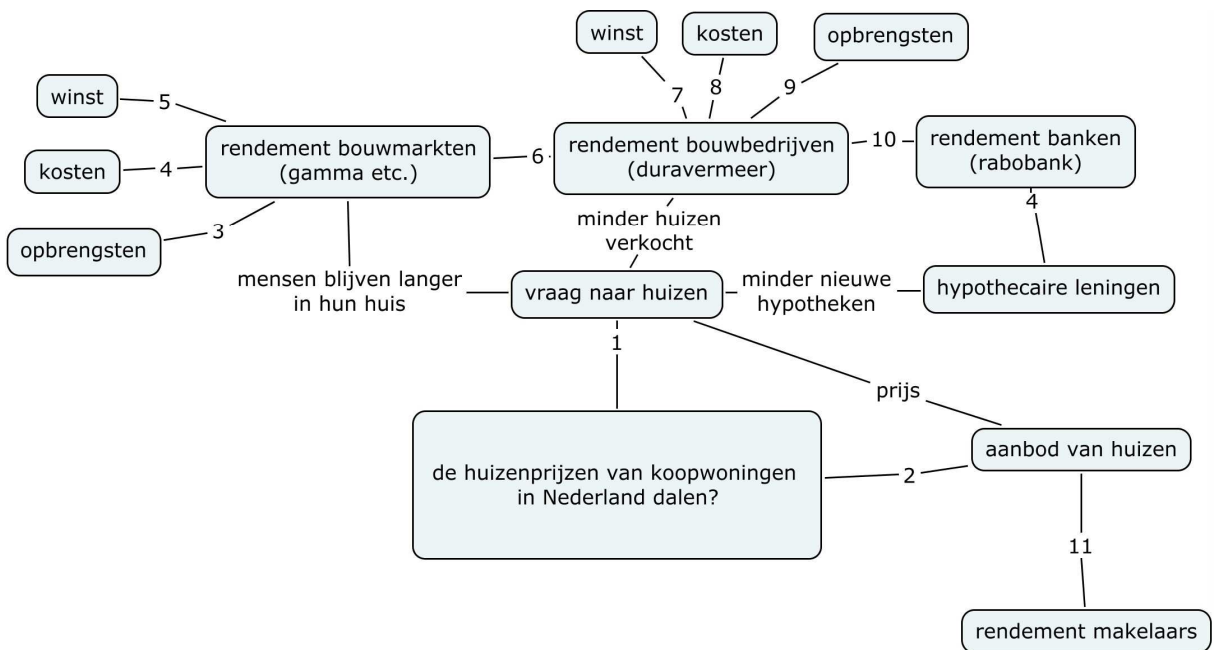 winst
kosten
opbrengsten
winst
5
7
8
9
rendement bouwmarkten
(gamma etc.)
6
rendement bouwbedrijven
(duravermeer)
10
rendement banken
(rabobank)
kosten
4
4
opbrengsten
3
minder huizen
verkocht
mensen blijven langer
in hun huis
vraag naar huizen
minder nieuwe
hypotheken
hypothecaire leningen
1
prijs
de huizenprijzen van koopwoningen
in Nederland dalen?
2
aanbod van huizen
11
rendement makelaars